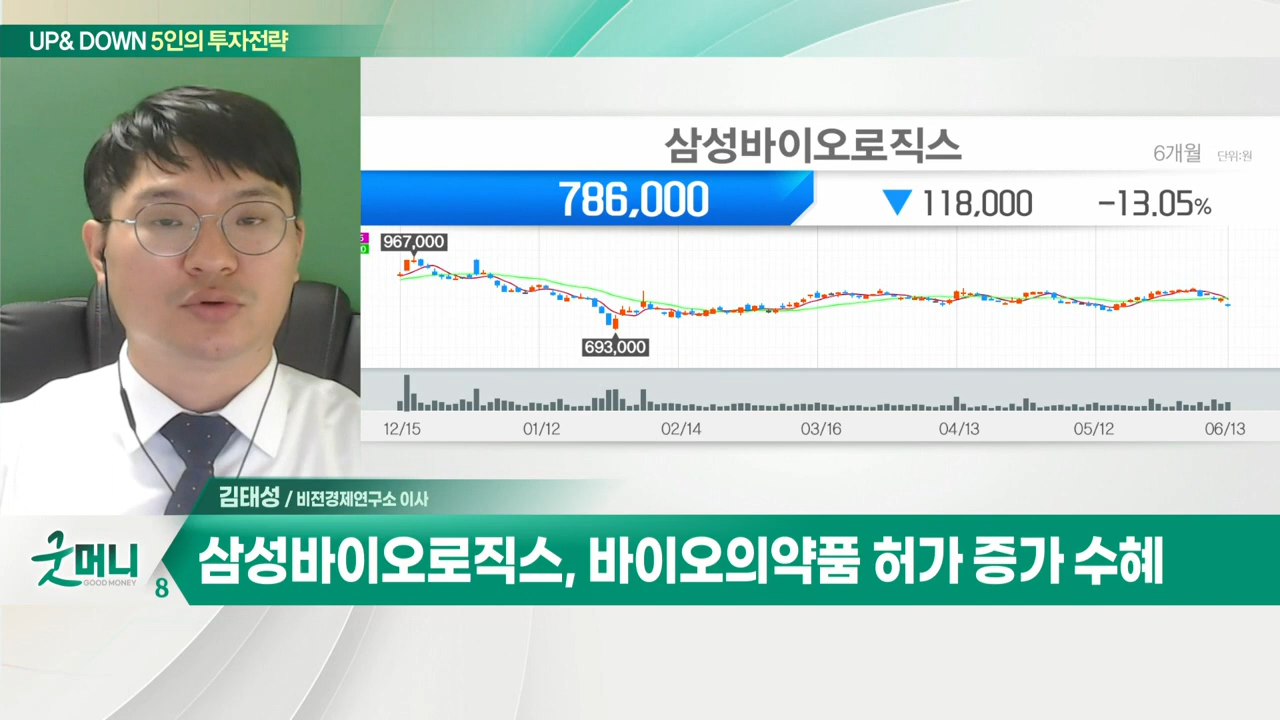 UP& DOWN 5인의 투자전략
삼성바이오로직스
6개월 단위:원
786,000 ▼ 118,000 -13.05%
5
0
967,000
693,000
12/15 01/12 02/14 03/16 04/13 05/12 06/13
김태성 / 비전경제연구소 이사
굿머니
GOOD MONEY
8
삼성바이오로직스, 바이오의약품 허가 증가 수혜